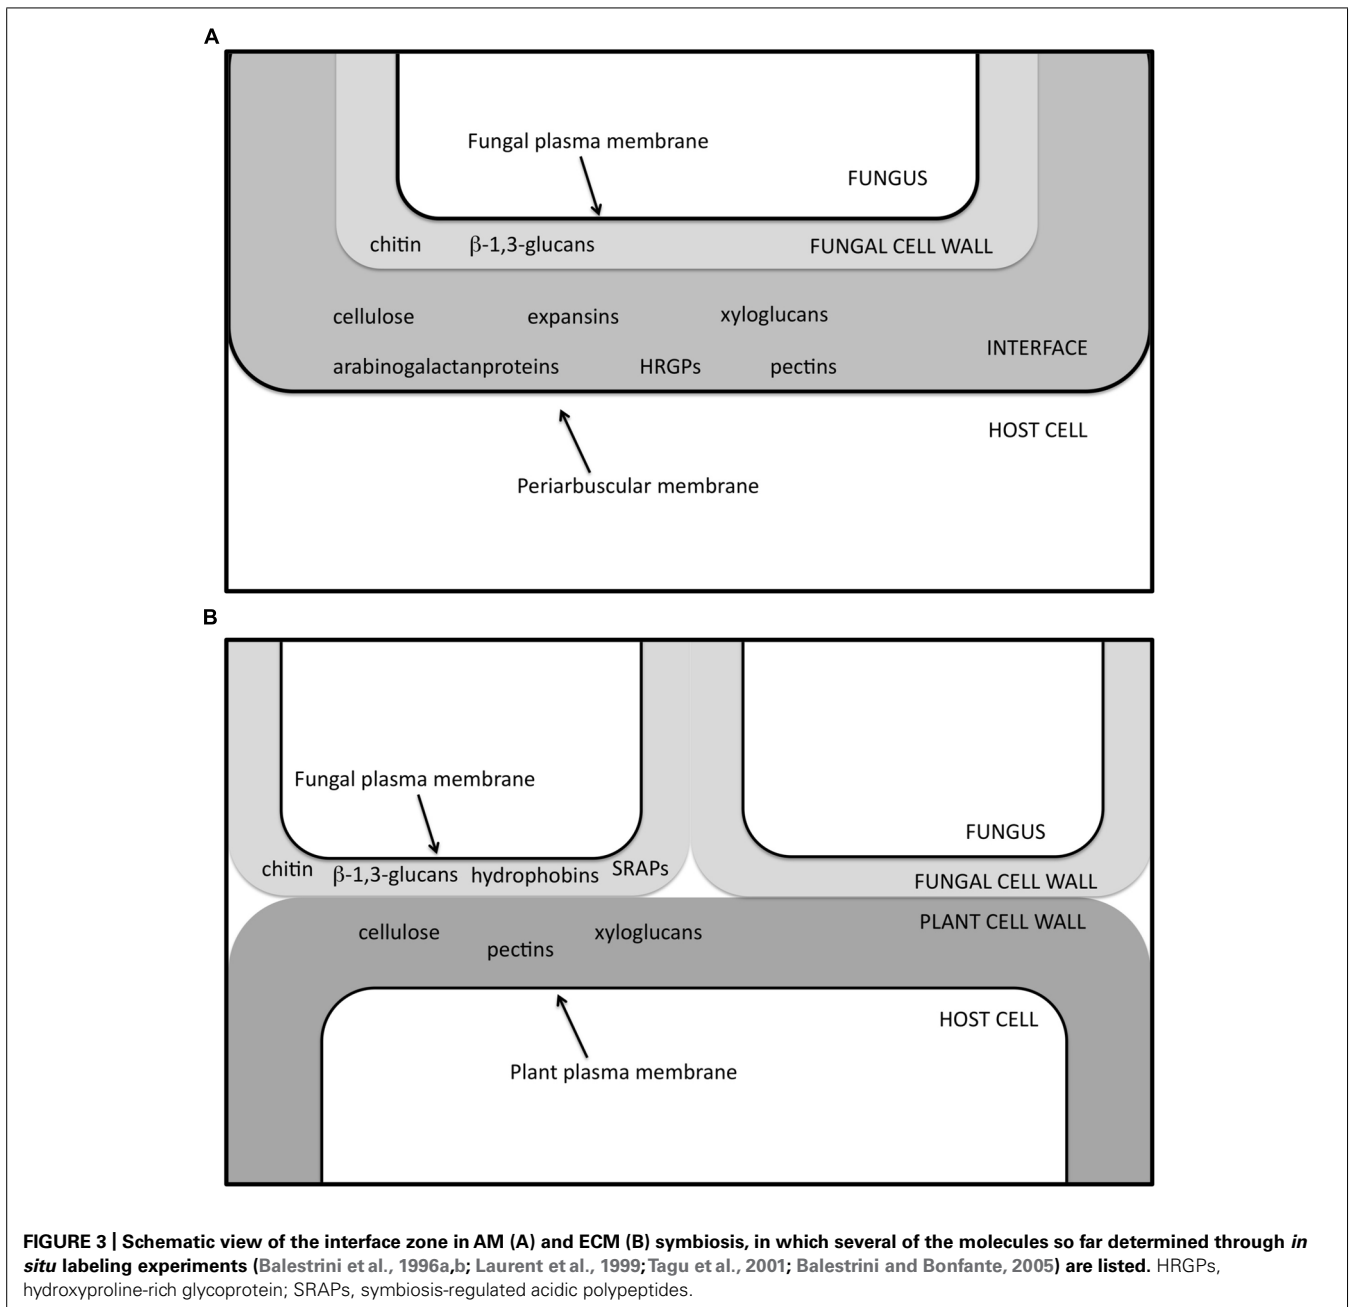 A
Fungal plasma membrane
FUNGUS
chitin β-1,3-glucans FUNGAL CELL WALL
cellulose expansins xyloglucans
INTERFACE
arabinogalactanproteins HRGPs pectins
HOST CELL
Periarbuscular membrane
B
Fungal plasma membrane
FUNGUS
chitin β-1,3-glucans hydrophobins SRAPs
FUNGAL CELL WALL
PLANT CELL WALL
cellulose pectins xyloglucans
HOST CELL
Plant plasma membrane
FIGURE 3 | Schematic view of the interface zone in AM (A) and ECM (B) symbiosis, in which several of the molecules so far determined through in
situ labeling experiments (Balestrini et al., 1996a,b; Laurent et al., 1999; Tagu et al., 2001; Balestrini and Bonfante, 2005) are listed. HRGPs,
hydroxyproline-rich glycoprotein; SRAPs, symbiosis-regulated acidic polypeptides.